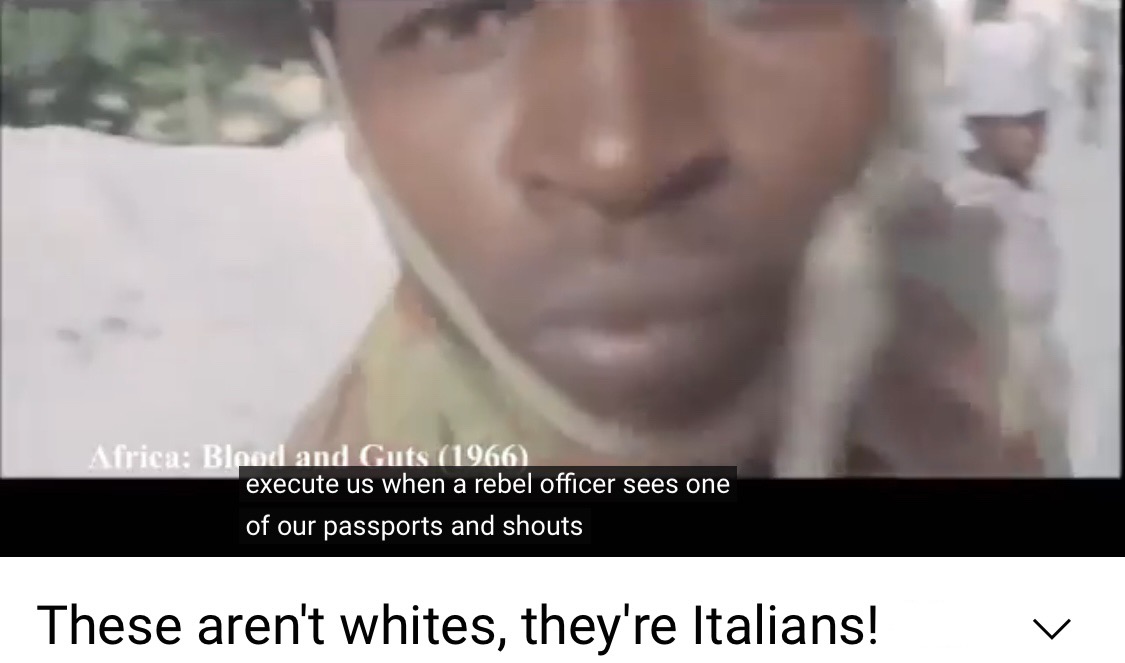 Africa: Blood and Guts (1966)
execute us when a rebel officer sees one
of our passports and shouts
These aren't whites, they're Italians!